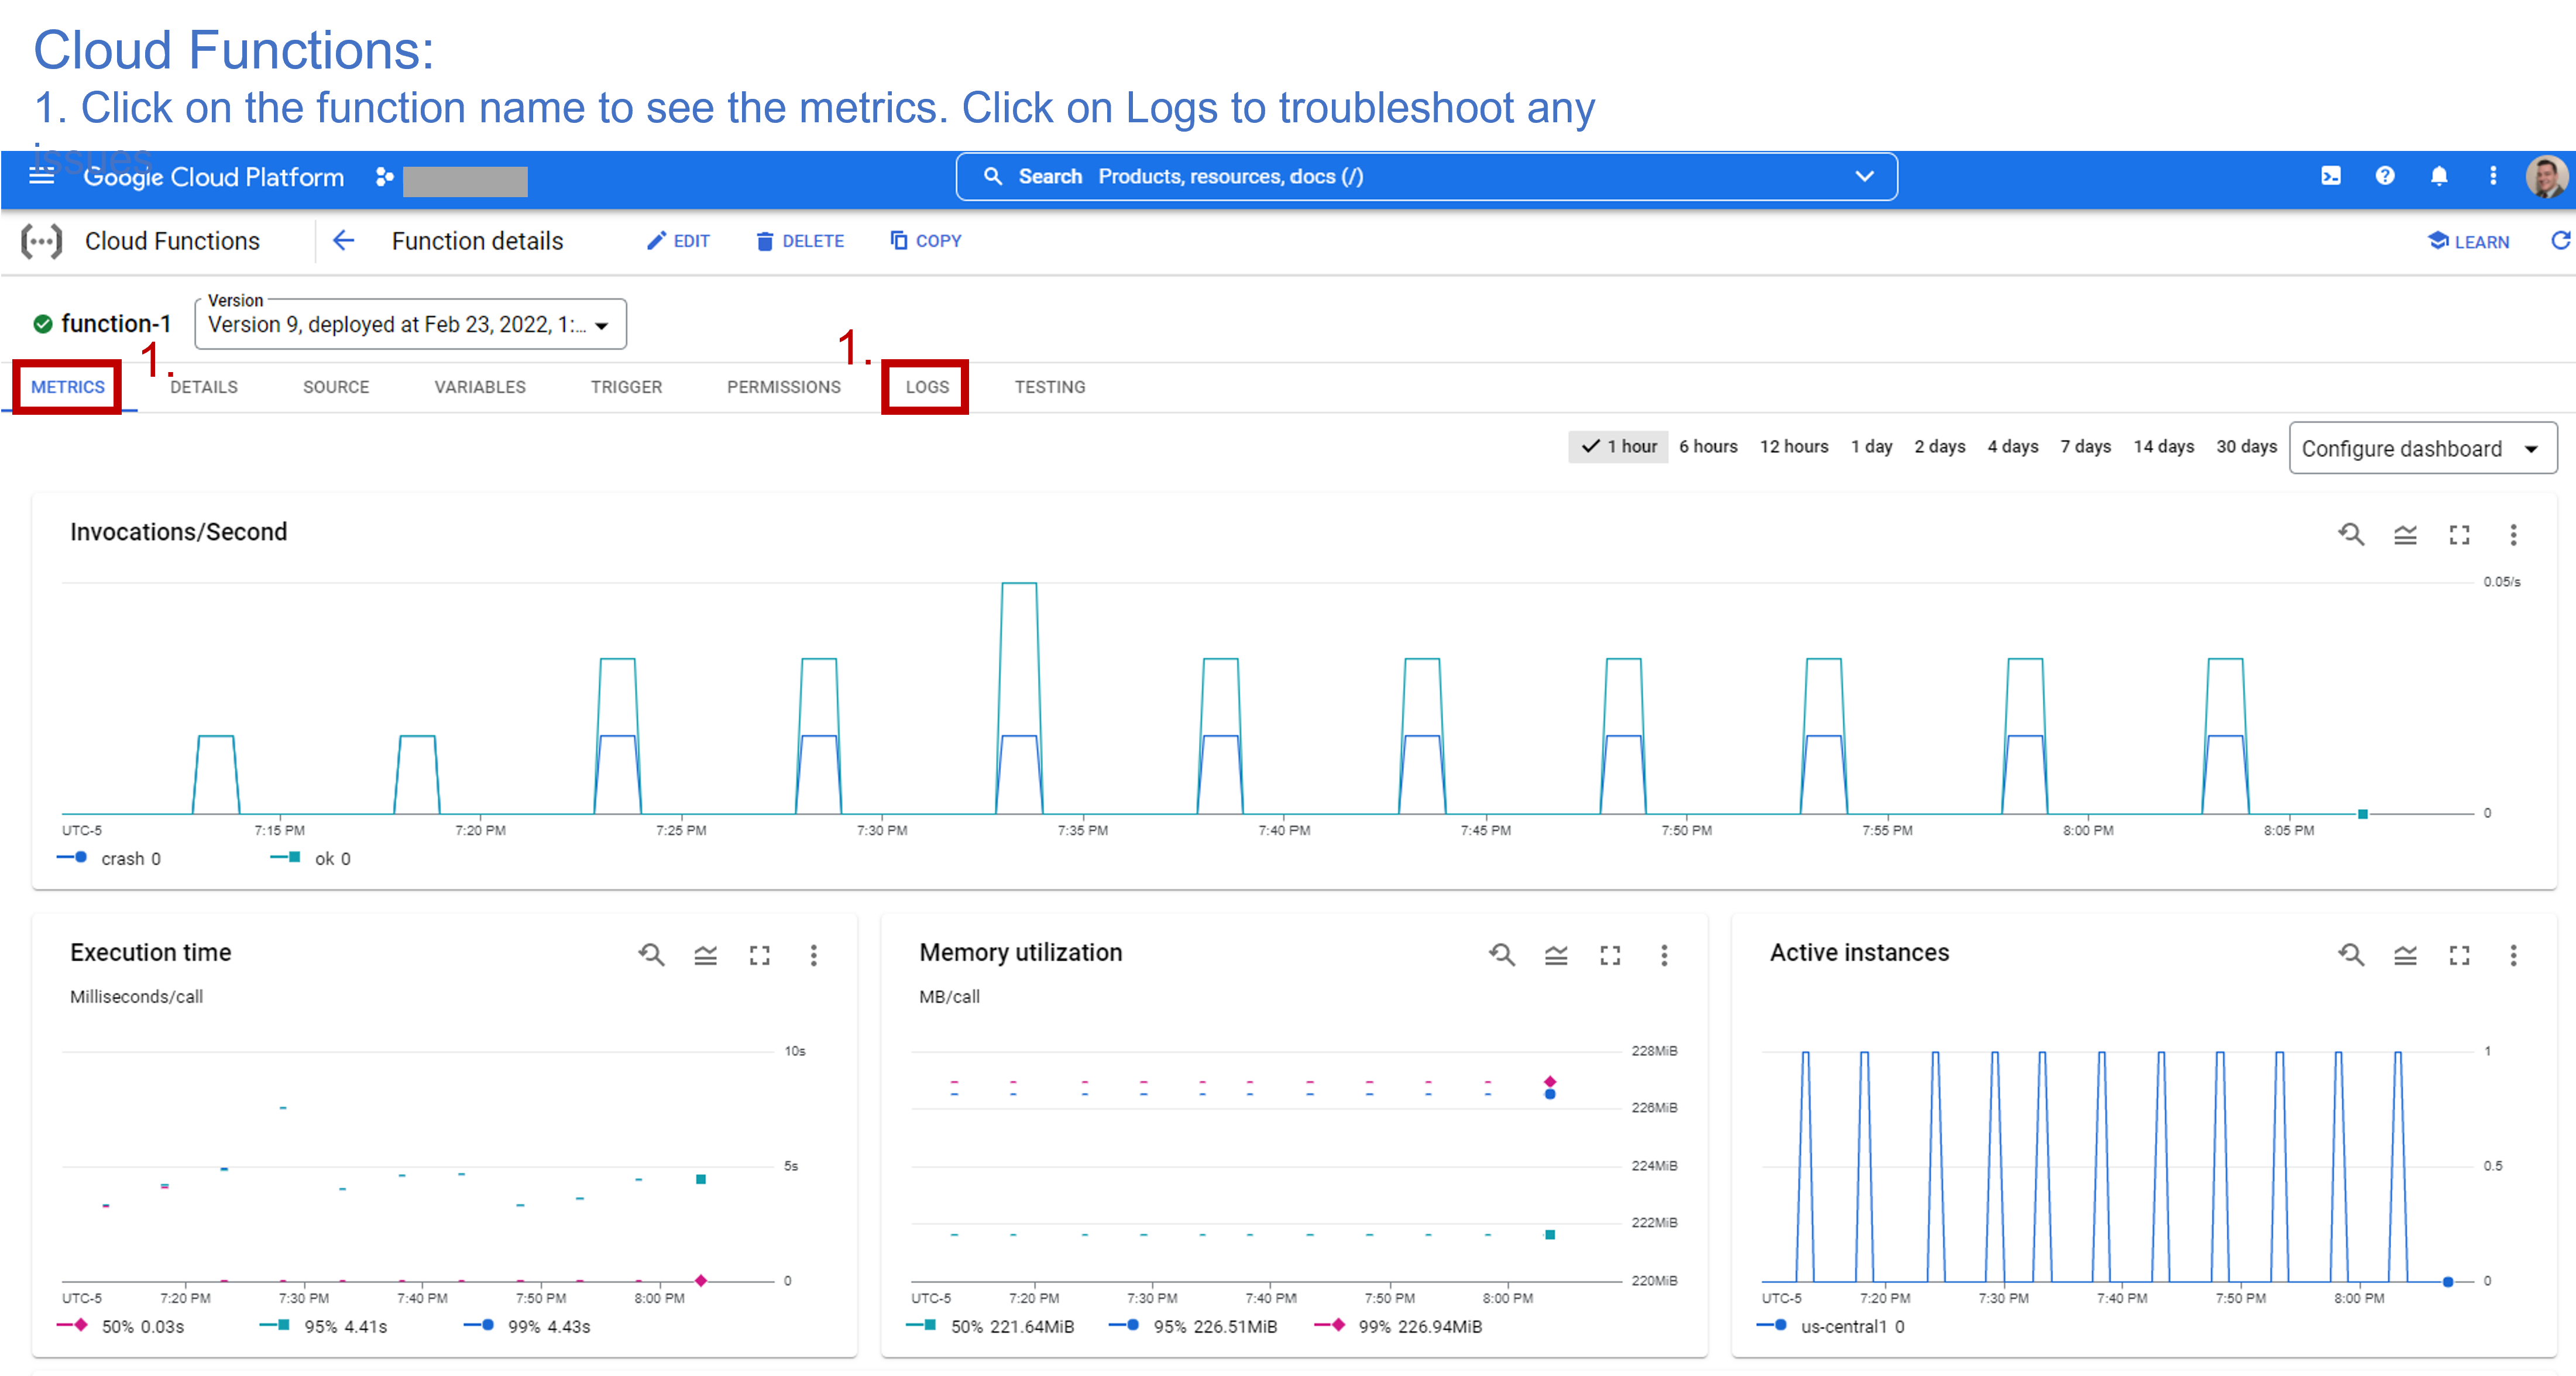 Cloud Functions:
1. Click on the function name to see the metrics. Click on Logs to troubleshoot any
issues
Google Cloud Platform
Search Products, resources, docs (/)
Cloud Functions Function details EDIT DELETE COPY LEARN
function-1
Version
Version 9, deployed at Feb 23, 2022, 1:...
1. 1.
METRICS DETAILS SOURCE VARIABLES TRIGGER PERMISSIONS LOGS TESTING
1 hour 6 hours 12 hours 1 day 2 days 4 days 7 days 14 days 30 days Configure dashboard
Invocations/Second
0.05/s
0
UTC-5 7:15 PM 7:20 PM 7:25 PM 7:30 PM 7:35 PM 7:40 PM 7:45 PM 7:50 PM 7:55 PM 8:00 PM 8:05 PM
crash 0 ok 0
Execution time
Milliseconds/call
10s
5s
0
UTC-5 7:20 PM 7:30 PM 7:40 PM 7:50 PM 8:00 PM
50% 0.03s 95% 4.41s 99% 4.43s
Memory utilization
MB/call
228MiB
226MiB
224MiB
222MiB
220MiB
UTC-5 7:20 PM 7:30 PM 7:40 PM 7:50 PM 8:00 PM
50% 221.64MiB 95% 226.51MiB 99% 226.94MiB
Active instances
1
0.5
0
UTC-5 7:20 PM 7:30 PM 7:40 PM 7:50 PM 8:00 PM
us-central1 0